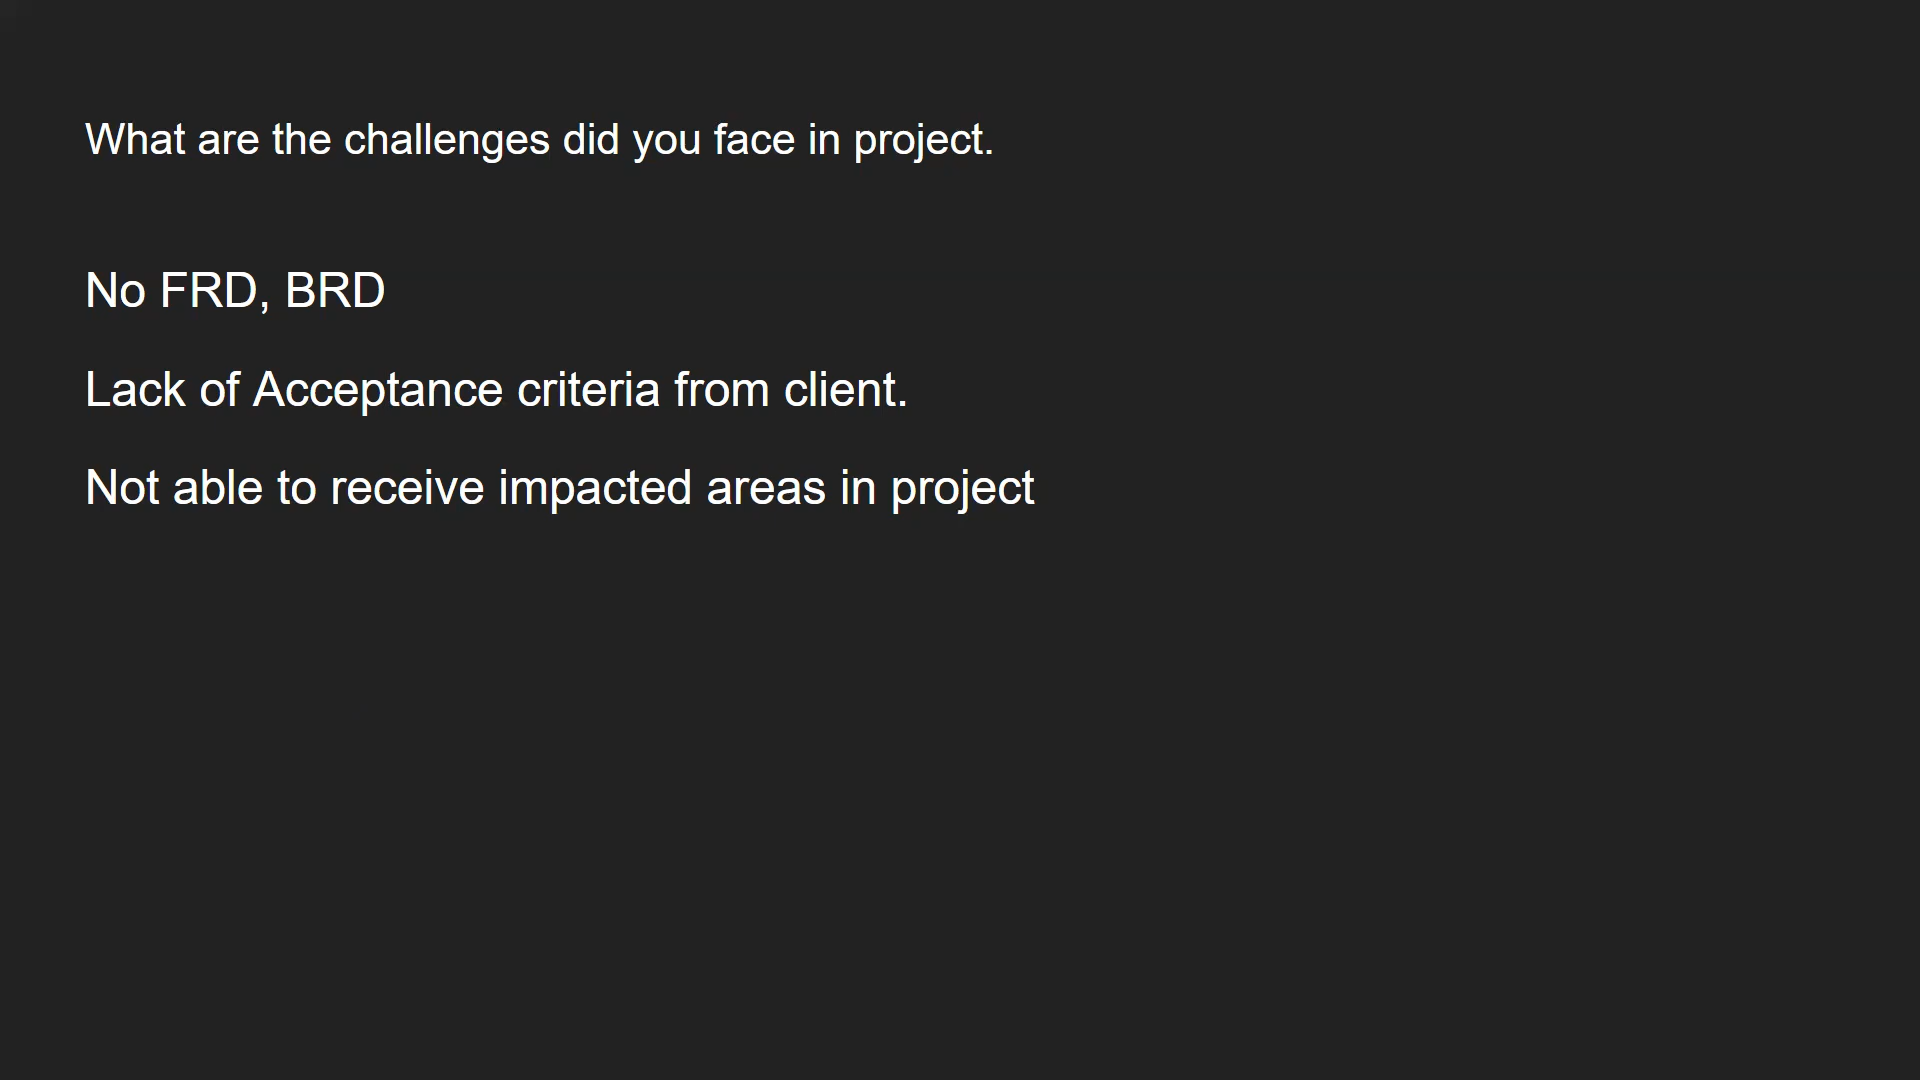 What are the challenges did you face in project.
No FRD, BRD
Lack of Acceptance criteria from client.
Not able to receive impacted areas in project